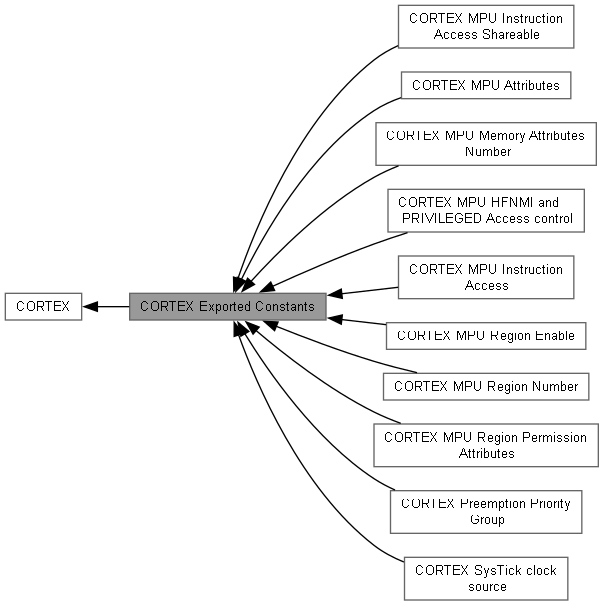 CORTEX MPU Instruction
Access Shareable
CORTEX MPU Attributes
CORTEX MPU Memory Attributes
Number
CORTEX MPU HFNMI and
PRIVILEGED Access control
CORTEX MPU Instruction
Access
CORTEX
CORTEX Exported Constants
CORTEX MPU Region Enable
CORTEX MPU Region Number
CORTEX MPU Region Permission
Attributes
CORTEX Preemption Priority
Group
CORTEX SysTick clock
source